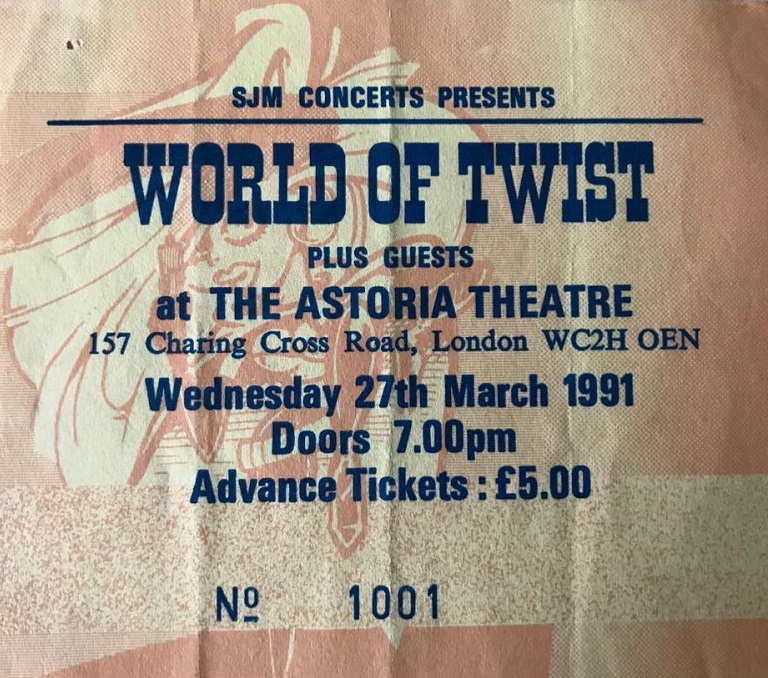 SJM CONCERTS PRESENTS
WORLD OF TWIST
PLUS GUESTS
at THE ASTORIA THEATRE
157 Charing Cross Road, London WC2H OEN
Wednesday 27th March 1991
Doors 7.00pm
Advance Tickets : £5.00
Nº 1001